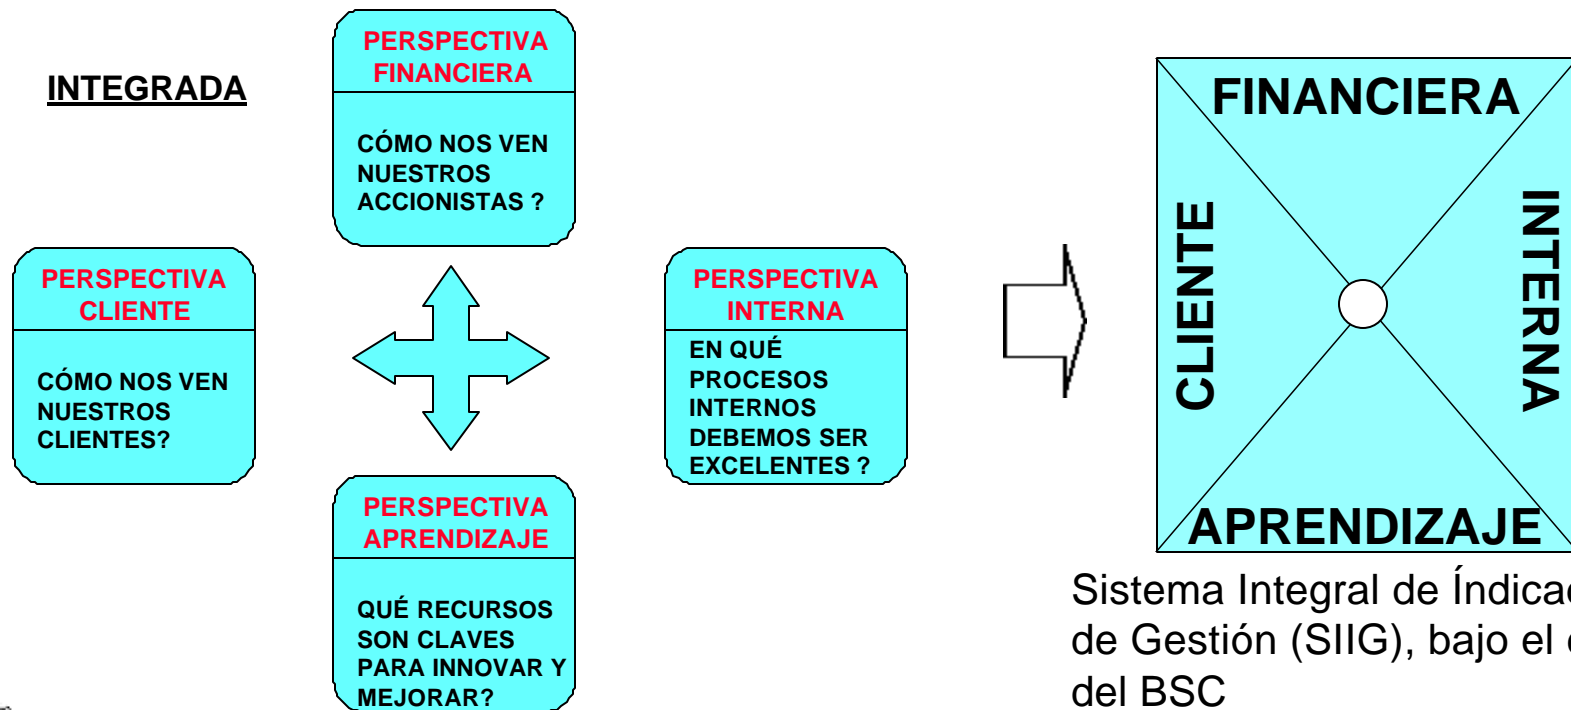 INTEGRADA
PERSPECTIVA
FINANCIERA
CÓMO NOS VEN
NUESTROS
ACCIONISTAS ?
PERSPECTIVA
CLIENTE
CÓMO NOS VEN
NUESTROS
CLIENTES?
PERSPECTIVA
INTERNA
EN QUÉ
PROCESOS
INTERNOS
DEBEMOS SER
EXCELENTES ?
PERSPECTIVA
APRENDIZAJE
QUÉ RECURSOS
SON CLAVES
PARA INNOVAR Y
MEJORAR?
FINANCIERA
CLIENTE
INTERNA
APRENDIZAJE
Sistema Integral de
de Gestión (SIIG), bajo el
del BSC